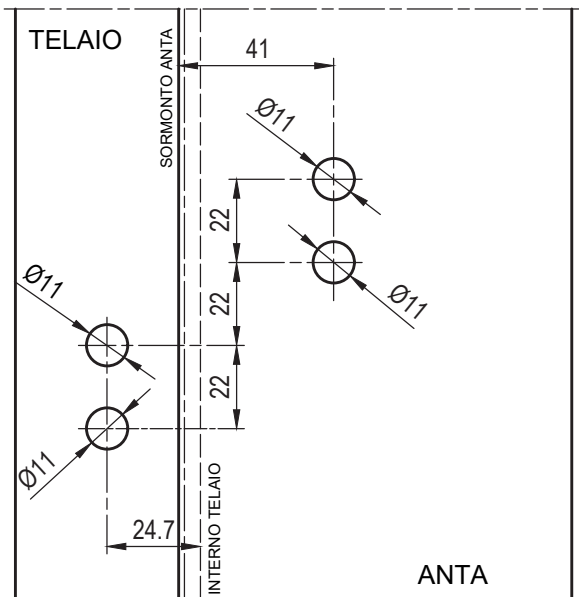 TELAIO
SORMONTO ANTA
41
Ø11
22
Ø11
22
Ø11
22
Ø11
24.7
INTERNO TELAIO
ANTA